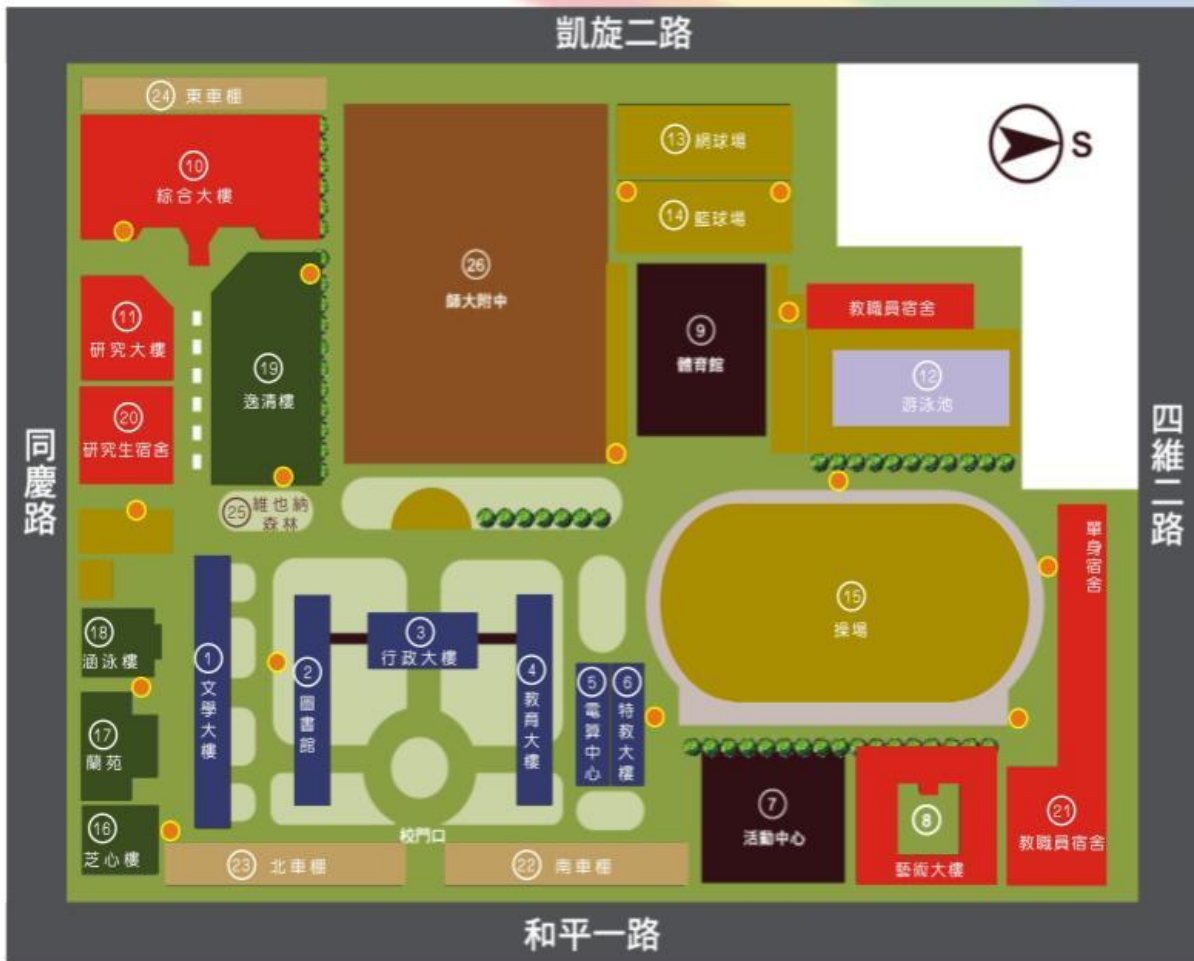 凱旋二路
24 東車棚
10
綜合大樓
13 網球場
S
14 籃球場
26
師大附中
11
研究大樓
19
逸清樓
9
體育館
教職員宿舍
12
游泳池
20
研究生宿舍
同慶路
四維二路
25 維也納
森林
單身宿舍
15
操場
18
涵泳樓
1 文學大樓
2 圖書館
3
行政大樓
4 教育大樓
5 電算中心
6 特教大樓
17
蘭苑
16
芝心樓
校門口
7
活動中心
8
藝術大樓
21
教職員宿舍
23 北車棚
22 南車棚
和平一路